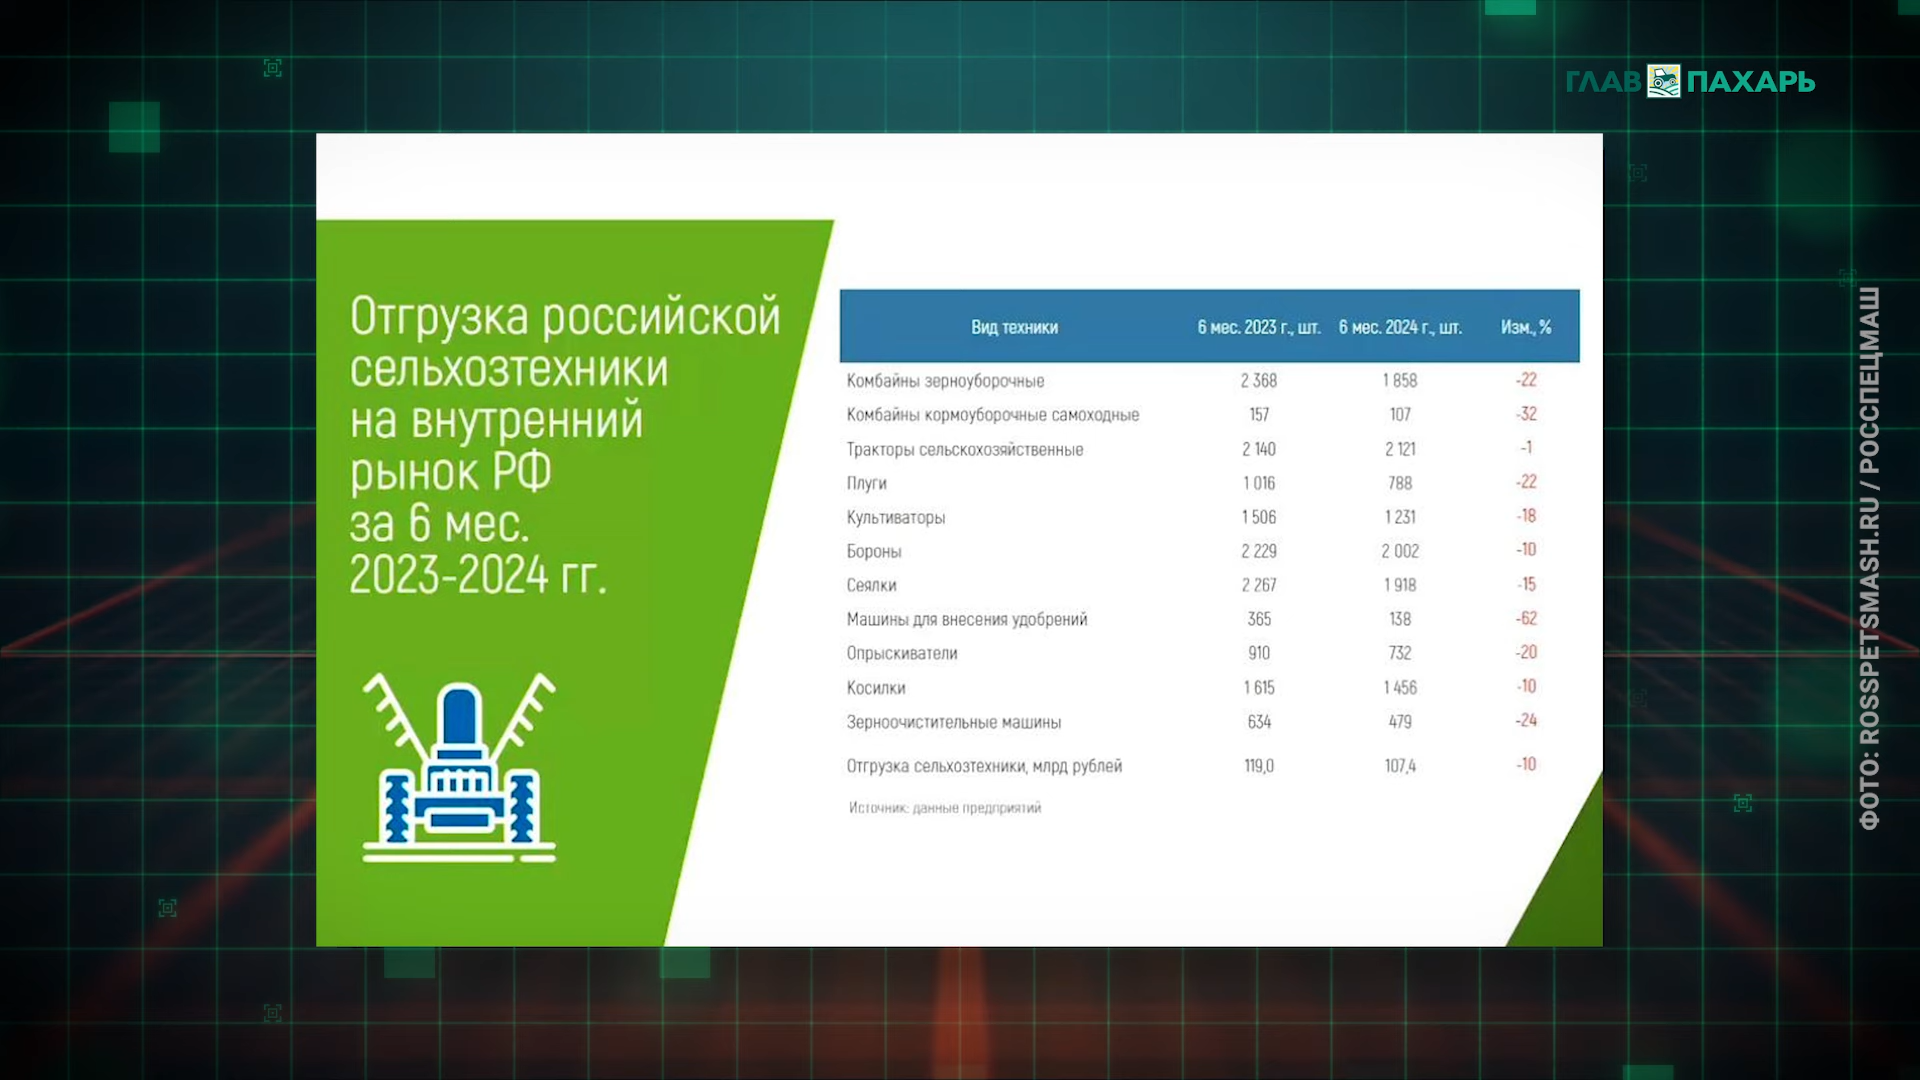 ГЛАВ ПАХАРЬ
Отгрузка российской
сельхозтехники
на внутренний
рынок РФ
за 6 мес.
2023-2024 гг.
Вид техники 6 мес. 2023 г., шт. 6 мес. 2024 г., шт. Изм., %
Комбайны зерноуборочные 2 368 1 858 -22
Комбайны кормоуборочные самоходные 157 107 -32
Тракторы сельскохозяйственные 2 140 2 121 -1
Плуги 1 016 788 -22
Культиваторы 1 506 1 231 -18
Бороны 2 229 2 002 -10
Сеялки 2 267 1 918 -15
Машины для внесения удобрений 365 138 -62
Опрыскиватели 910 732 -20
Косилки 1 615 1 456 -10
Зерноочистительные машины 634 479 -24
Отгрузка сельхозтехники, млрд рублей 119,0 107,4 -10
Источник: данные предприятий
ФОТО: ROSSPETSMASH.RU / РОССПЕЦМАШ